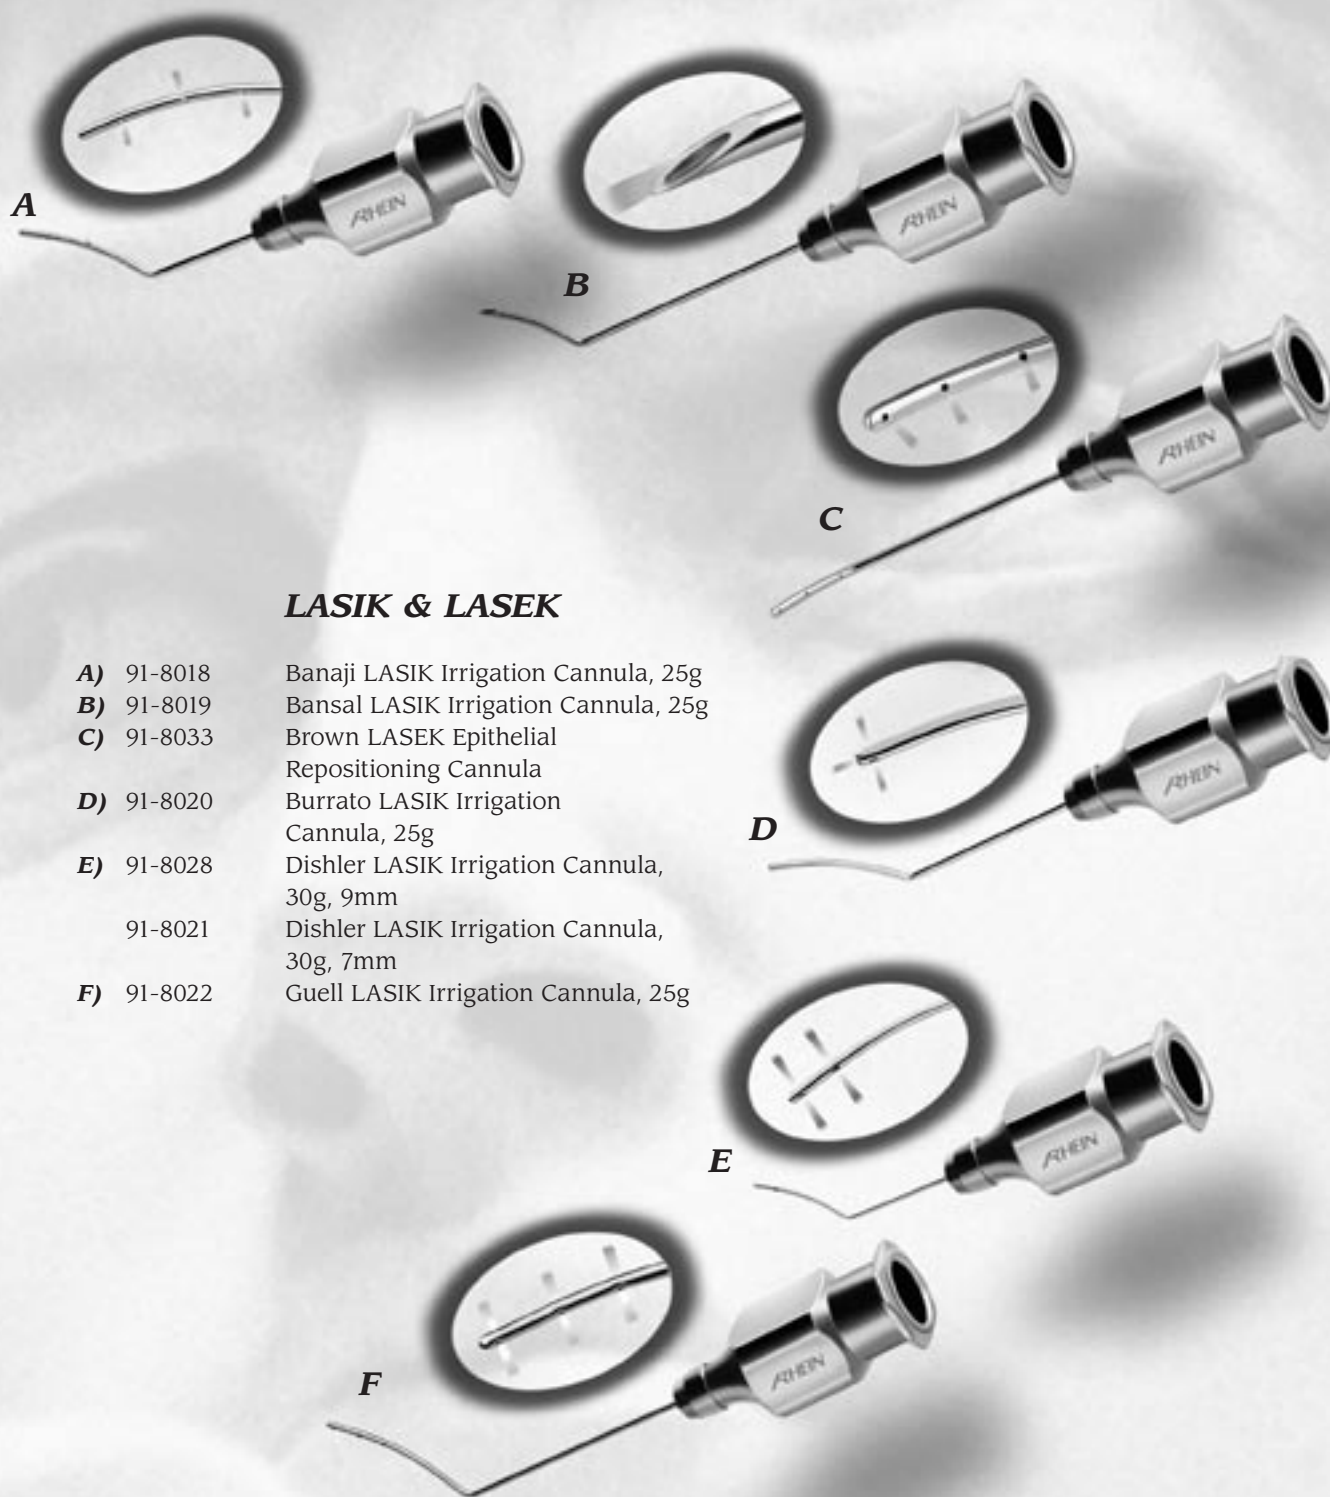 A
RHEIN
B
RHEIN
C
RHEIN
LASIK & LASEK
A) 91-8018 Banaji LASIK Irrigation Cannula, 25g
B) 91-8019 Bansal LASIK Irrigation Cannula, 25g
C) 91-8033 Brown LASEK Epithelial
Repositioning Cannula
D) 91-8020 Burrato LASIK Irrigation
Cannula, 25g
E) 91-8028 Dishler LASIK Irrigation Cannula,
30g, 9mm
91-8021 Dishler LASIK Irrigation Cannula,
30g, 7mm
F) 91-8022 Guell LASIK Irrigation Cannula, 25g
D
RHEIN
E
RHEIN
F
RHEIN